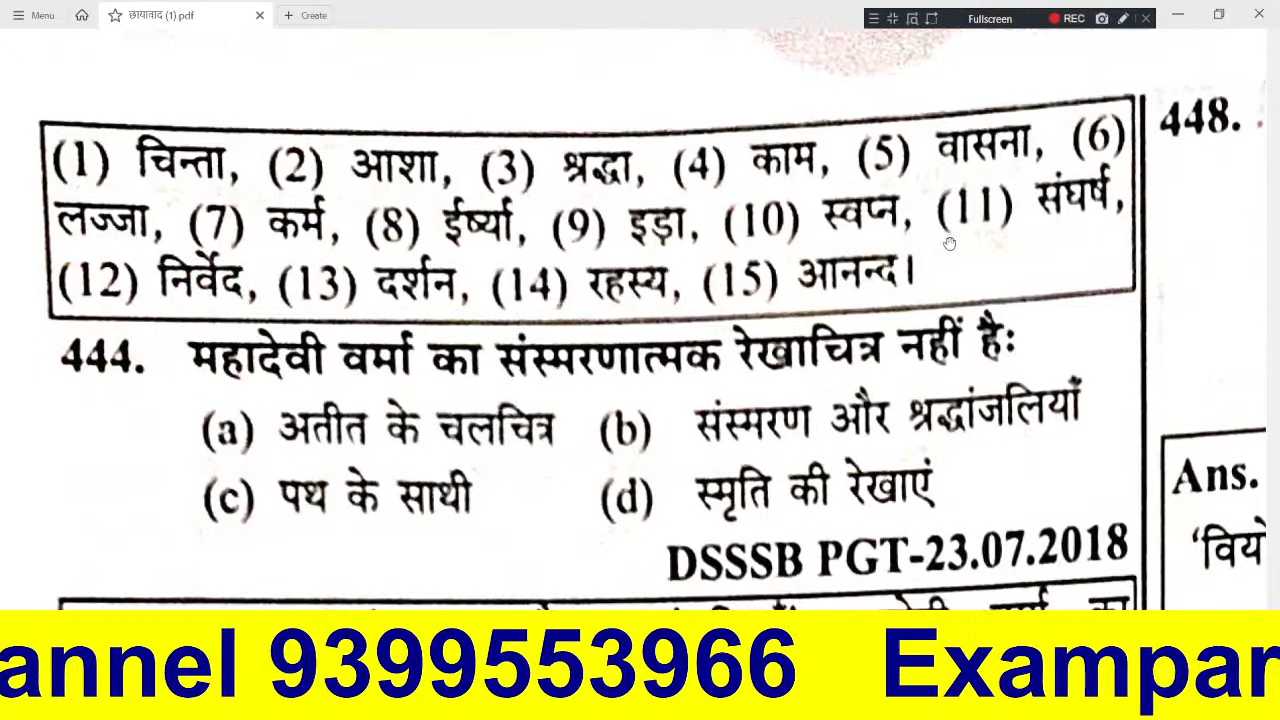 Menu
छायावाद (1).pdf
Create
Fullscreen
REC
(1) चिन्ता, (2) आशा, (3) श्रद्धा, (4) काम, (5) वासना, (6)
लज्जा, (7) कर्म, (8) ईर्ष्या, (9) इड़ा, (10) स्वप्न, (11) संघर्ष,
(12) निर्वेद, (13) दर्शन, (14) रहस्य, (15) आनन्द।
444. महादेवी वर्मा का संस्मरणात्मक रेखाचित्र नहीं है:
(a) अतीत के चलचित्र (b) संस्मरण और श्रद्धांजलियाँ
(c) पथ के साथी (d) स्मृति की रेखाएं
DSSSB PGT-23.07.2018
448.
Ans.
'वियो
annel 9399553966 Exampar